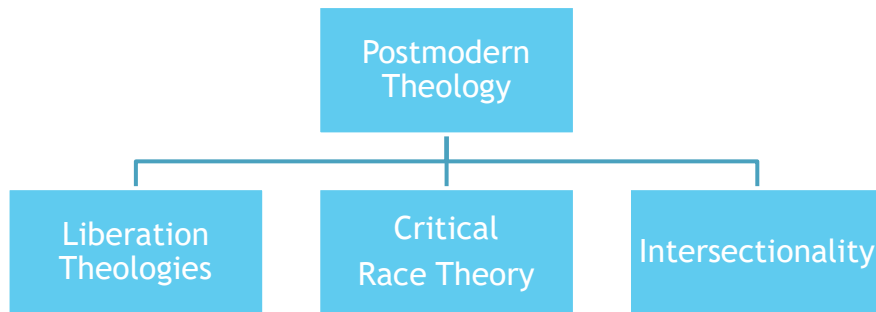 Postmodern
Theology
Liberation
Theologies
Critical
Race Theory
Intersectionality